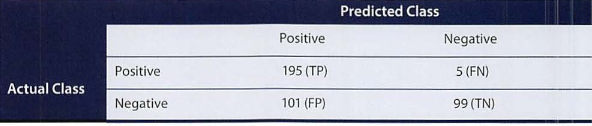 Predicted Class
Positive Negative
Actual Class
Positive 195 (TP) 5 (FN)
Negative 101 (FP) 99 (TN)